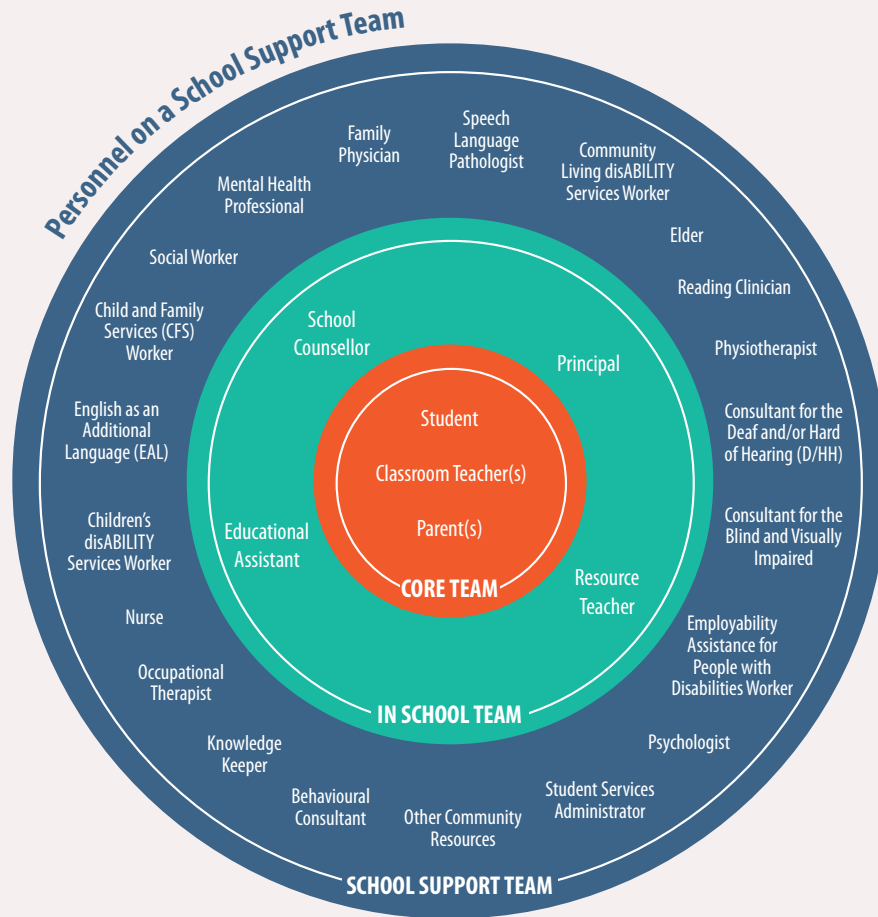 Personnel on a School Support Team
Speech
Language
Pathologist
Family
Physician
Community
Living disABILITY
Services Worker
Mental Health
Professional
Elder
Social Worker
Reading Clinician
Child and Family
Services (CFS)
Worker
Physiotherapist
English as an
Additional
Language (EAL)
Consultant for the
Deaf and/or Hard
of Hearing (D/HH)
Children's
disABILITY
Services Worker
Consultant for the
Blind and Visually
Impaired
Nurse
Employability
Assistance for
People with
Disabilities Worker
Occupational
Therapist
Psychologist
Knowledge
Keeper
Student Services
Administrator
Behavioural
Consultant
Other Community
Resources
SCHOOL SUPPORT TEAM
School
Counsellor
Principal
Educational
Assistant
Resource
Teacher
IN SCHOOL TEAM
Student
Classroom Teacher(s)
Parent(s)
CORE TEAM